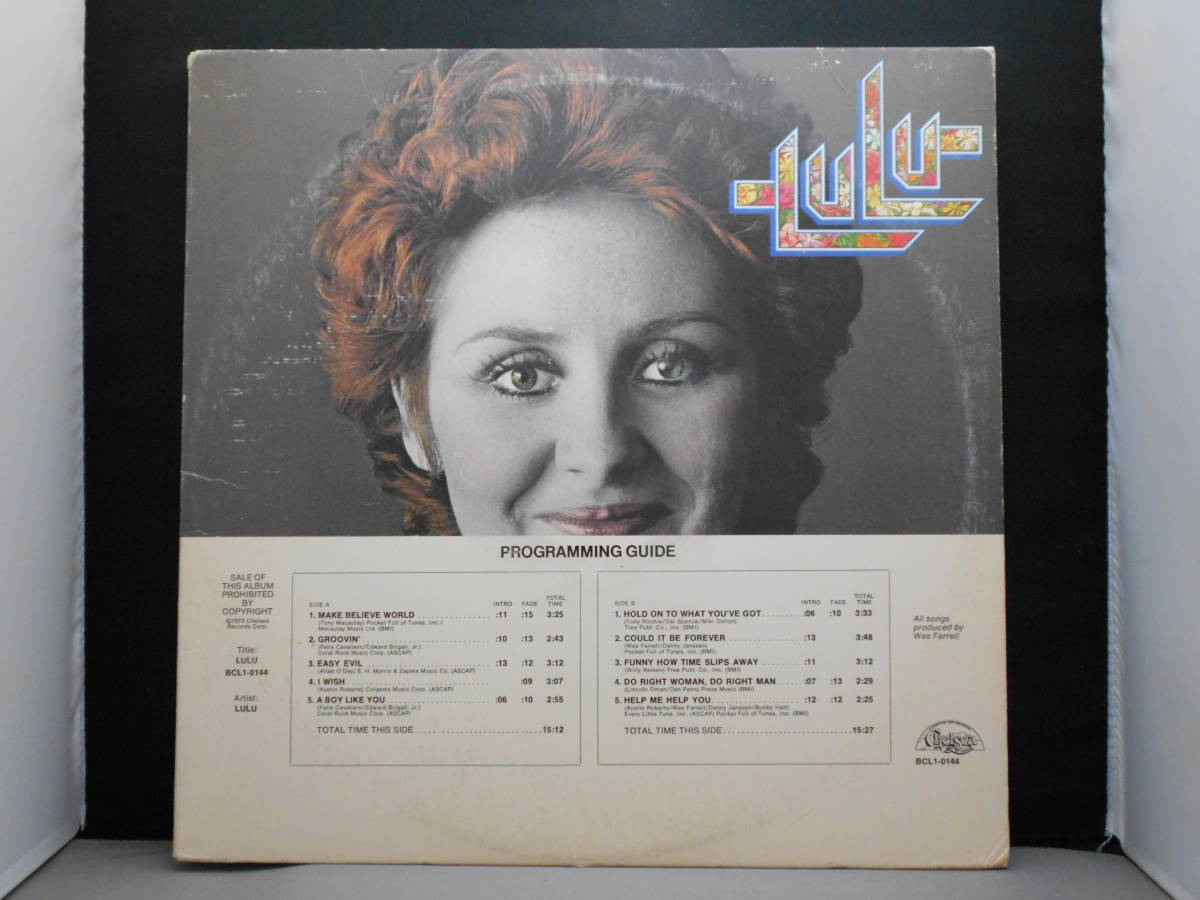 LULU
PROGRAMMING GUIDE
SALE OF
THIS ALBUM
PROHIBITED
BY
COPYRIGHT
©1973 Chelsea
Records Corp.
Title:
LULU
BCL1-0144
Artist:
LULU
SIDE A INTRO FADE TOTAL TIME
1. MAKE BELIEVE WORLD :11 :15 3:25
(Tony Macaulay) Pocket Full of Tunes, Inc./
Macaulay Music Ltd. (BMI)
2. GROOVIN' :10 :13 2:43
(Felix Cavaliere/Edward Brigati, Jr.)
Coral Rock Music Corp. (ASCAP)
3. EASY EVIL :13 :12 3:12
(Allan O'Day) E. H. Morris & Zapata Music Co. (ASCAP)
4. I WISH :09 3:07
(Austin Roberts) Colgems Music Corp. (ASCAP)
5. A BOY LIKE YOU :06 :10 2:55
(Felix Cavaliere/Edward Brigati, Jr.)
Coral Rock Music Corp. (ASCAP)
TOTAL TIME THIS SIDE 15:12
SIDE B INTRO FADE TOTAL TIME
1. HOLD ON TO WHAT YOU'VE GOT :06 :10 3:33
(Tony Ritchie/Del Spence/Miki Dallon)
Tree Publ. Co., Inc. (BMI)
2. COULD IT BE FOREVER :13 3:48
(Wes Farrell/Danny Janssen)
Pocket Full of Tunes, Inc. (BMI)
3. FUNNY HOW TIME SLIPS AWAY :11 3:12
(Willy Nelson) Tree Publ. Co., Inc. (BMI)
4. DO RIGHT WOMAN, DO RIGHT MAN :07 :13 2:29
(Lincoln Oman/Dan Penn) Press Music (BMI)
5. HELP ME HELP YOU :12 :12 2:25
(Austin Roberts/Wes Farrell/Danny Janssen/Bobby Hart)
Every Little Tune, Inc. (ASCAP) Pocket Full of Tunes, Inc. (BMI)
TOTAL TIME THIS SIDE 15:27
All songs
produced by
Wes Farrell
Chelsea
BCL1-0144